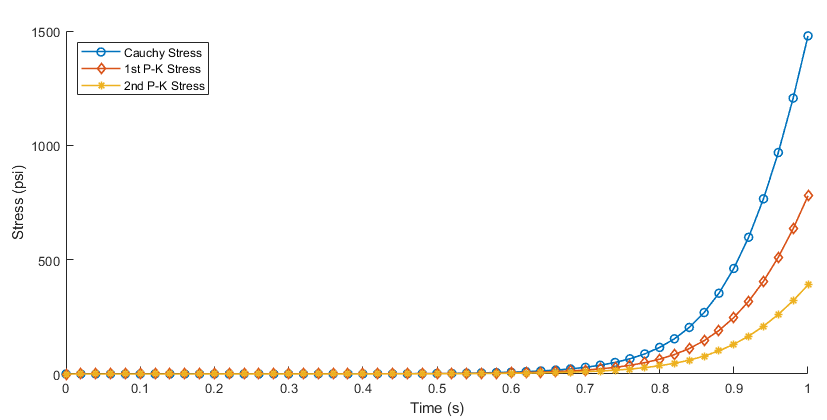 1500
Cauchy Stress
1st P-K Stress
2nd P-K Stress
1000
Stress (psi)
500
0
0 0.1 0.2 0.3 0.4 0.5 0.6 0.7 0.8 0.9 1
Time (s)